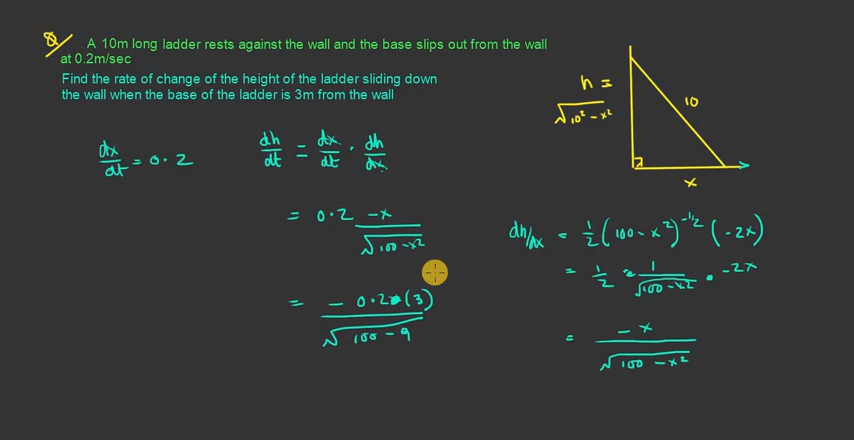 Q A 10m long ladder rests against the wall and the base slips out from the wall
at 0.2m/sec
Find the rate of change of the height of the ladder sliding down
the wall when the base of the ladder is 3m from the wall
h =
√(10² - x²)
10
x
dx/dt = 0.2
dh/dt = dx/dt · dh/dx
= 0.2 -x/√(100-x²)
= - 0.2 (3)/√(100 - 9)
dh/dx = 1/2 (100 - x²)^(-1/2) (-2x)
= 1/2 × 1/√(100-x²) · -2x
= -x/√(100 - x²)